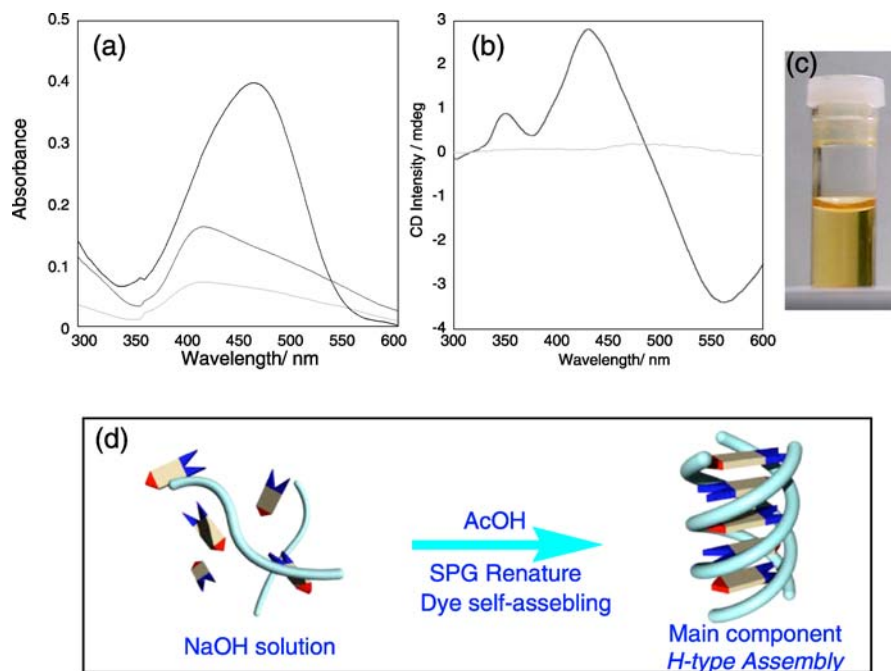 (a)
0.5
0.4
0.3
0.2
0.1
0
Absorbance
300 350 400 450 500 550 600
Wavelength/ nm
(b)
3
2
1
0
-1
-2
-3
-4
CD Intensity / mdeg
300 350 400 450 500 550 600
Wavelength/ nm
(c)
(d)
NaOH solution
AcOH
SPG Renature
Dye self-assebling
Main component
H-type Assembly